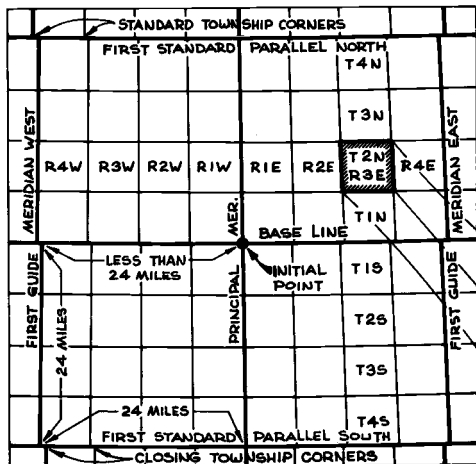 STANDARD TOWNSHIP CORNERS
FIRST STANDARD PARALLEL NORTH
T4N
T3N
MERIDIAN WEST
MERIDIAN EAST
R4W R3W R2W R1W R1E R2E T2N R3E R4E
T1N
MER.
BASE LINE
LESS THAN
24 MILES
INITIAL
POINT
T1S
PRINCIPAL
FIRST GUIDE
FIRST GUIDE
24 MILES
T2S
T3S
24 MILES
T4S
FIRST STANDARD PARALLEL SOUTH
CLOSING TOWNSHIP CORNERS